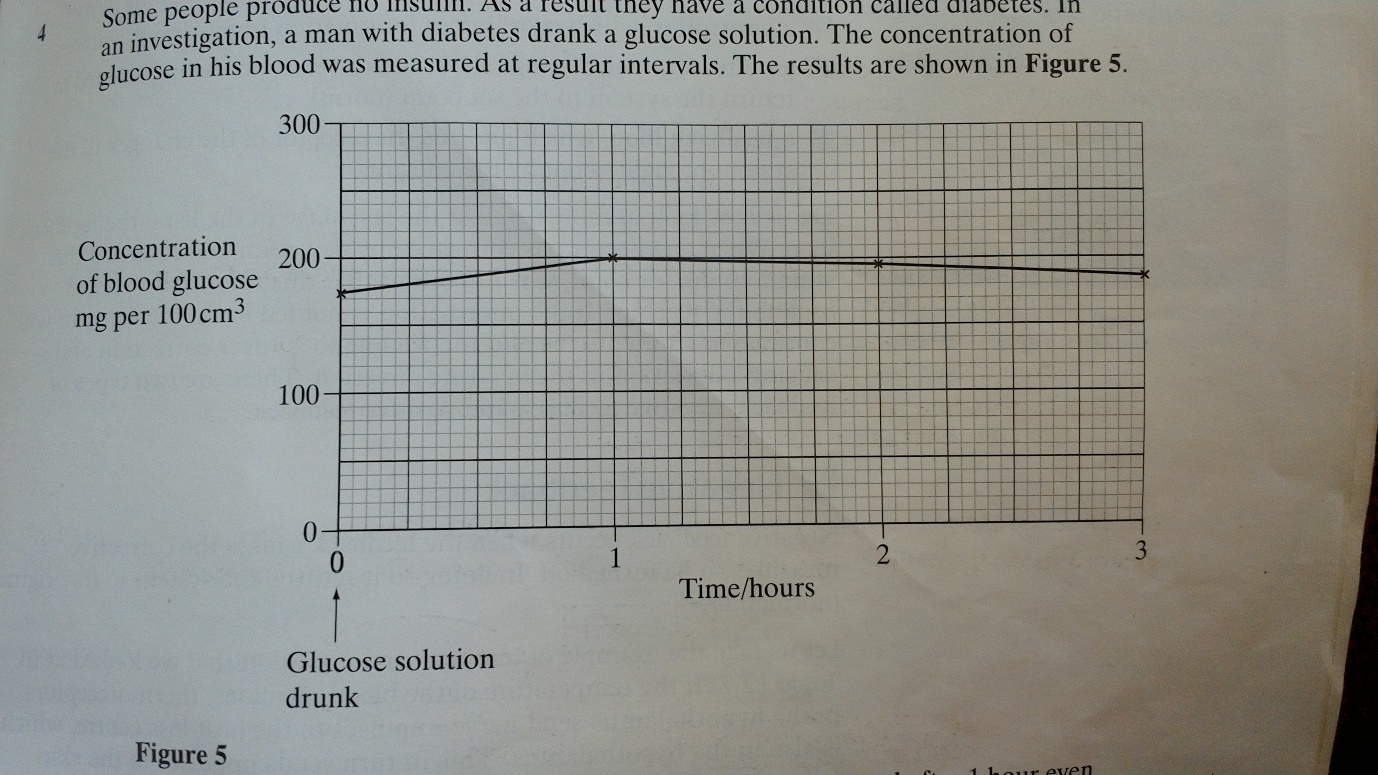 4
Some people produce no insulin. As a result they have a condition called diabetes. In
an investigation, a man with diabetes drank a glucose solution. The concentration of
glucose in his blood was measured at regular intervals. The results are shown in Figure 5.
300
Concentration
of blood glucose
mg per 100 cm³
200
100
0
0
1
2
3
Time/hours
Glucose solution
drunk
Figure 5
1 hour even